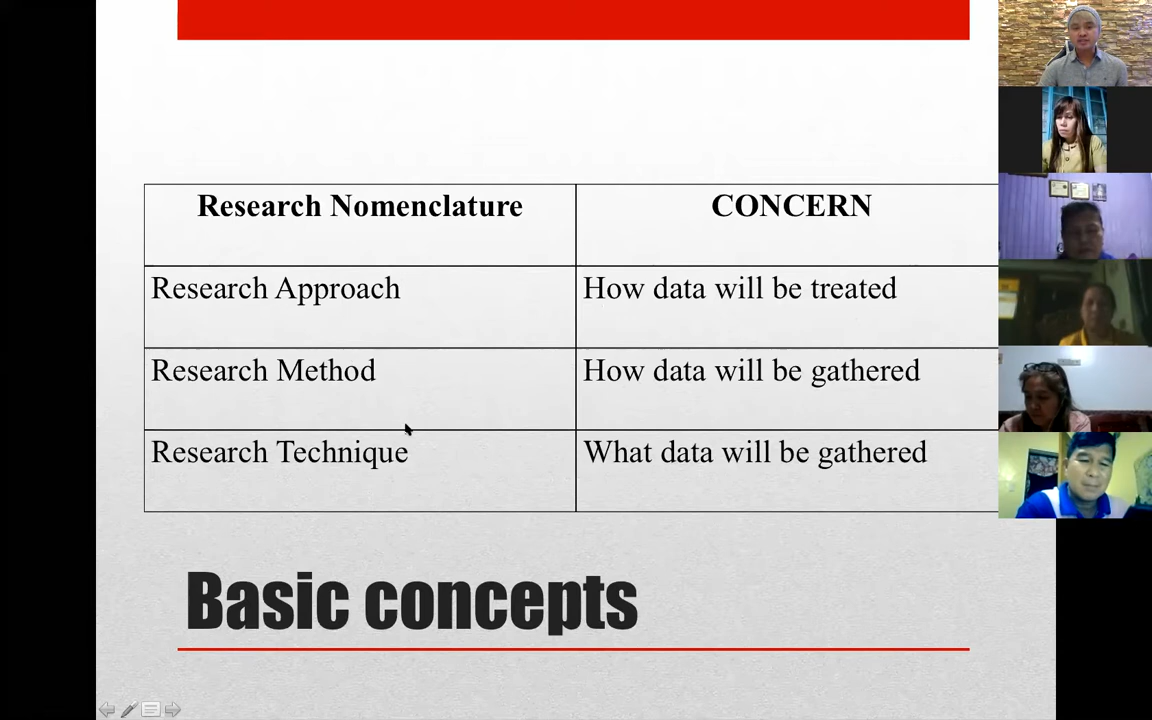 Research Nomenclature CONCERN
Research Approach How data will be treated
Research Method How data will be gathered
Research Technique What data will be gathered
Basic concepts